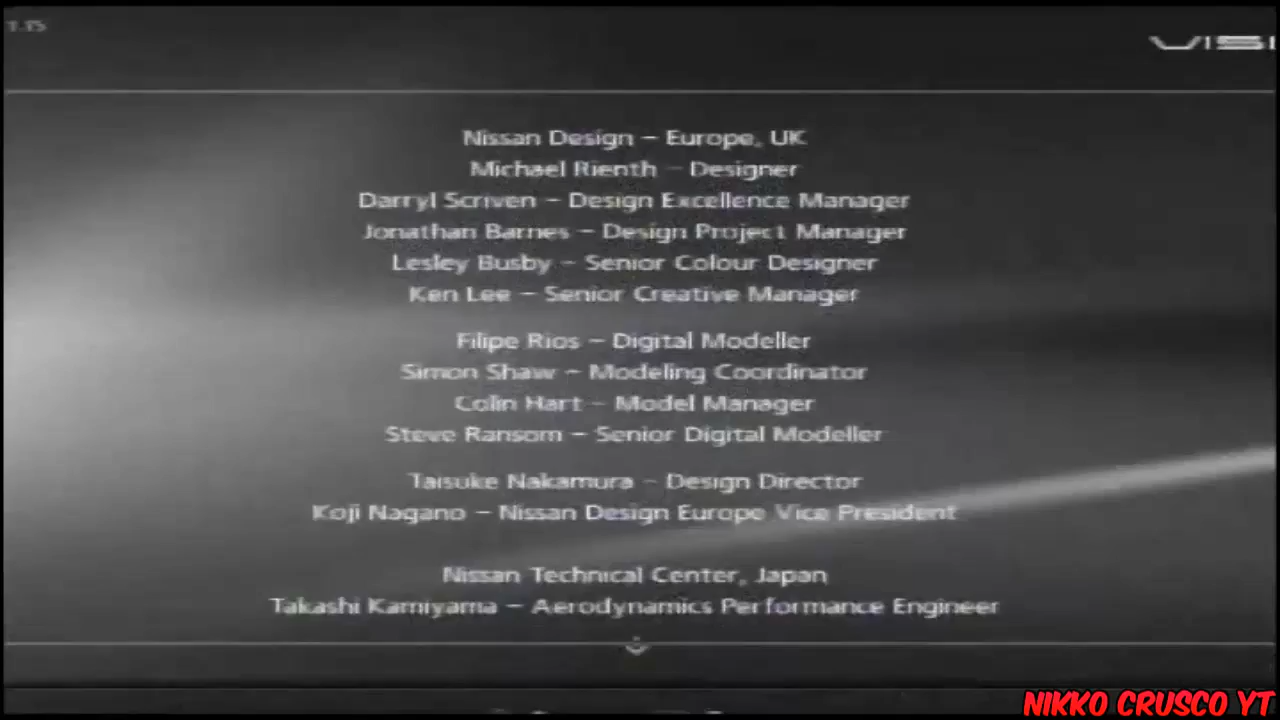 1.15
VISI
Nissan Design – Europe, UK
Michael Rienth – Designer
Darryl Scriven – Design Excellence Manager
Jonathan Barnes – Design Project Manager
Lesley Busby – Senior Colour Designer
Ken Lee – Senior Creative Manager
Filipe Rios – Digital Modeller
Simon Shaw – Modeling Coordinator
Colin Hart – Model Manager
Steve Ransom – Senior Digital Modeller
Taisuke Nakamura – Design Director
Koji Nagano – Nissan Design Europe Vice President
Nissan Technical Center, Japan
Takashi Kamiyama – Aerodynamics Performance Engineer
NIKKO CRUSCO YT